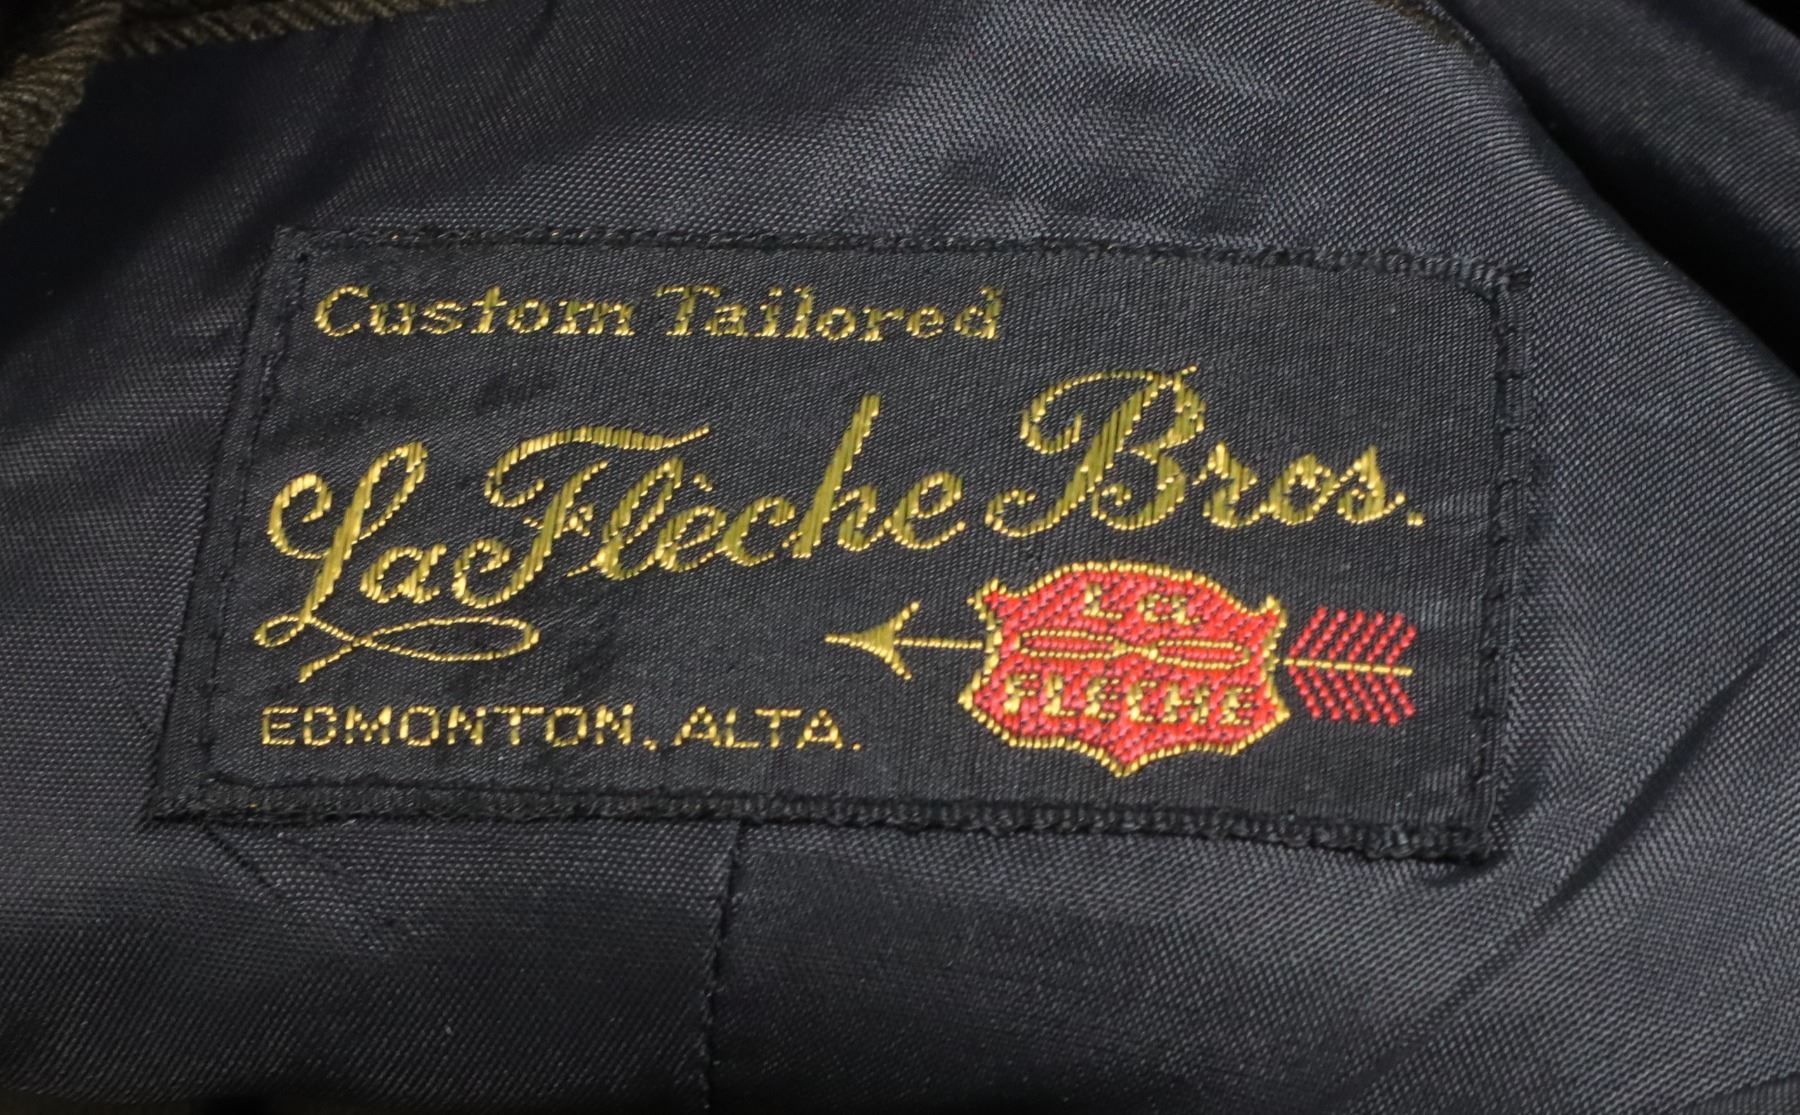 Custom Tailored
LaFlèche Bros.
La
FLECHE
EDMONTON, ALTA.